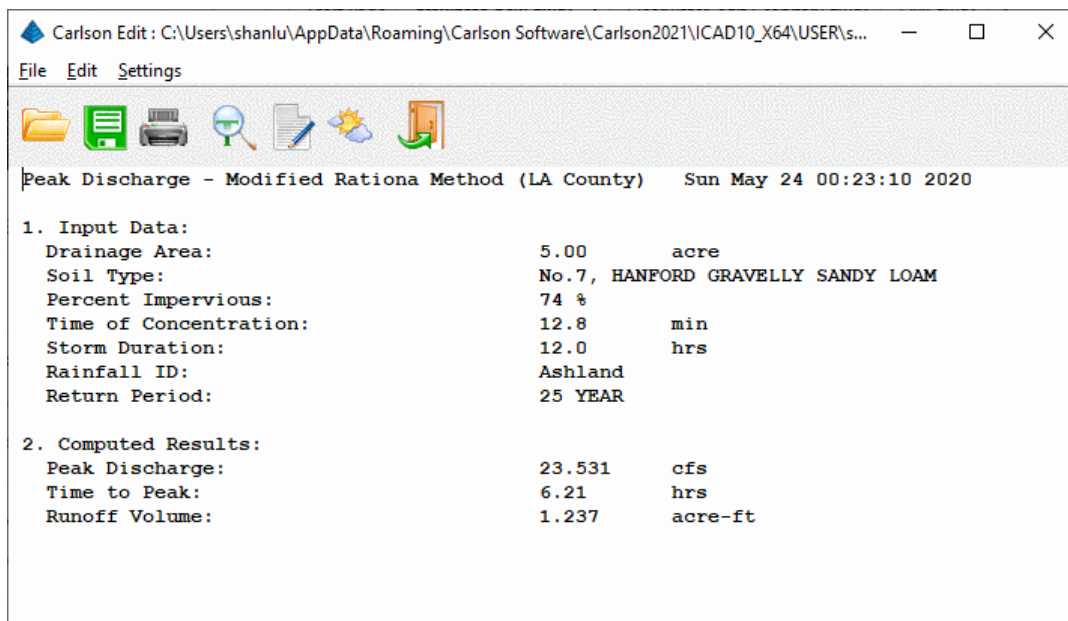 Carlson Edit : C:\Users\shanlu\AppData\Roaming\Carlson Software\Carlson2021\ICAD10_X64\USER\s...
File Edit Settings
Peak Discharge - Modified Rationa Method (LA County) Sun May 24 00:23:10 2020
1. Input Data:
Drainage Area: 5.00 acre
Soil Type: No.7, HANFORD GRAVELLY SANDY LOAM
Percent Impervious: 74 %
Time of Concentration: 12.8 min
Storm Duration: 12.0 hrs
Rainfall ID: Ashland
Return Period: 25 YEAR
2. Computed Results:
Peak Discharge: 23.531 cfs
Time to Peak: 6.21 hrs
Runoff Volume: 1.237 acre-ft